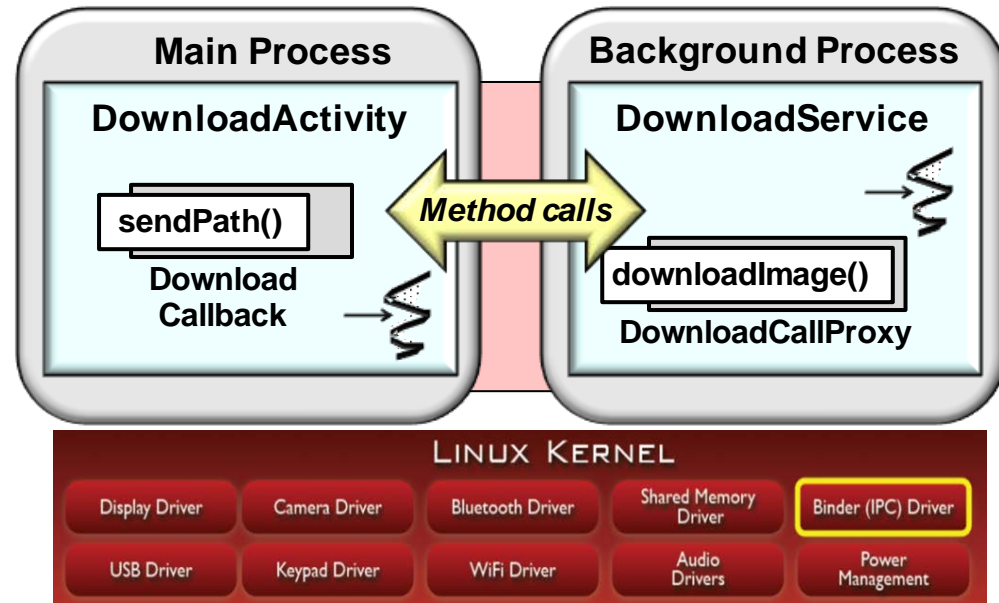 Main Process
DownloadActivity
sendPath()
Download
Callback
Method calls
Background Process
DownloadService
downloadImage()
DownloadCallProxy
LINUX KERNEL
Display Driver
Camera Driver
Bluetooth Driver
Shared Memory
Driver
Binder (IPC) Driver
USB Driver
Keypad Driver
WiFi Driver
Audio
Drivers
Power
Management